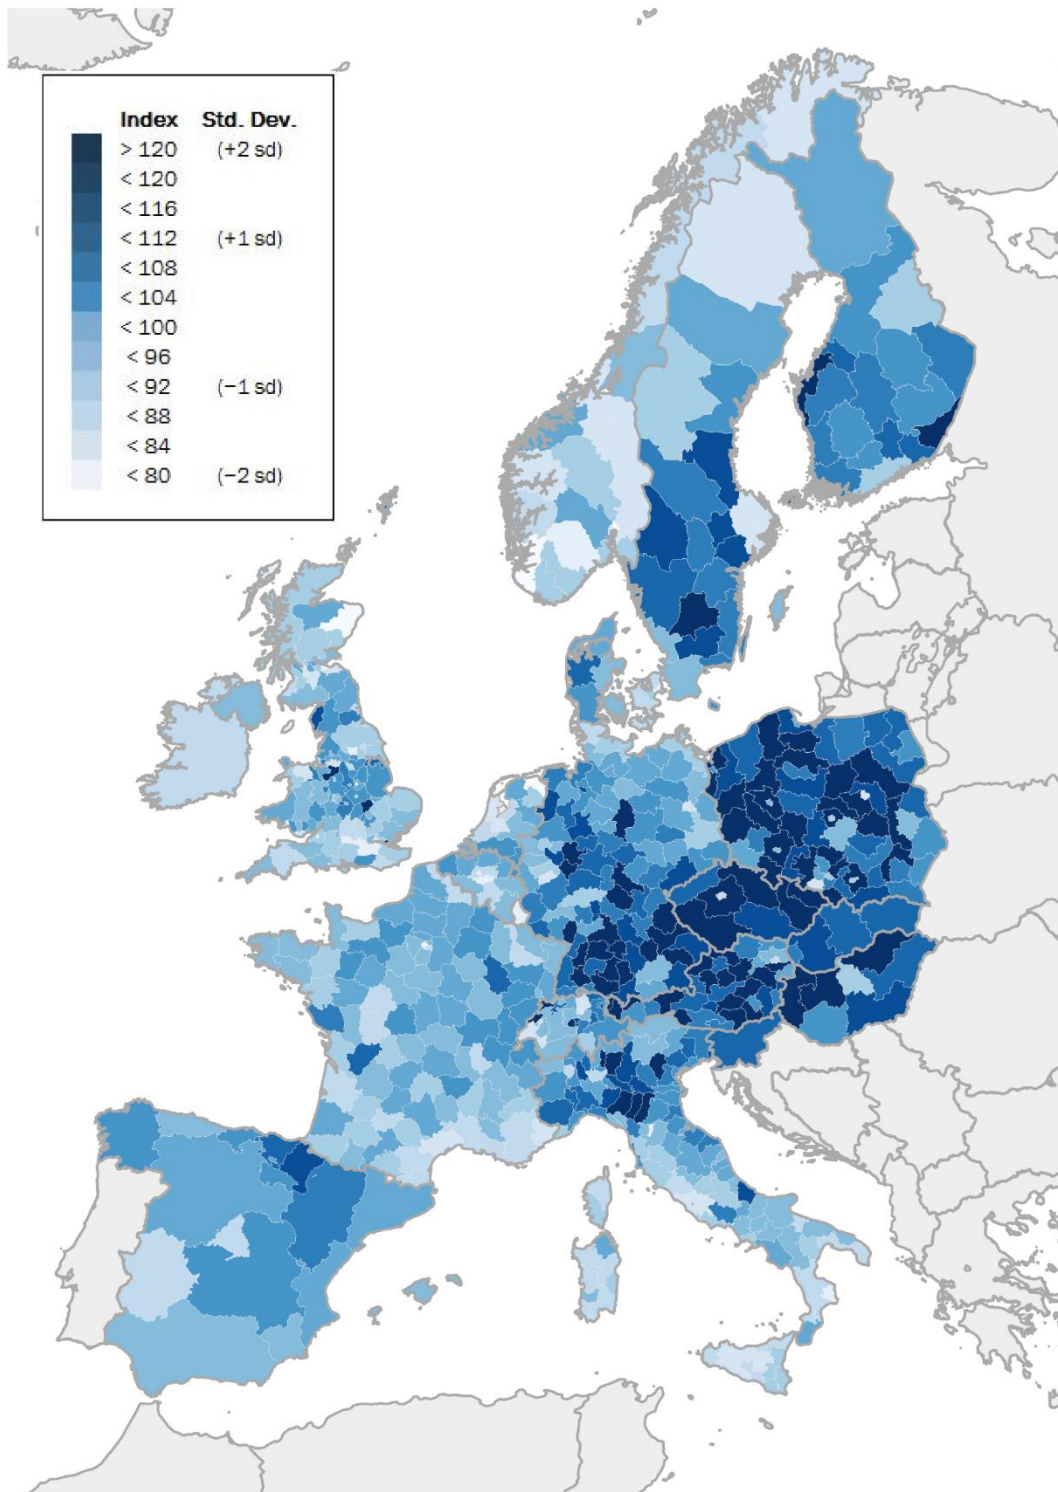 Index Std. Dev.
> 120 (+2 sd)
< 120
< 116
< 112 (+1 sd)
< 108
< 104
< 100
< 96
< 92 (−1 sd)
< 88
< 84
< 80 (−2 sd)